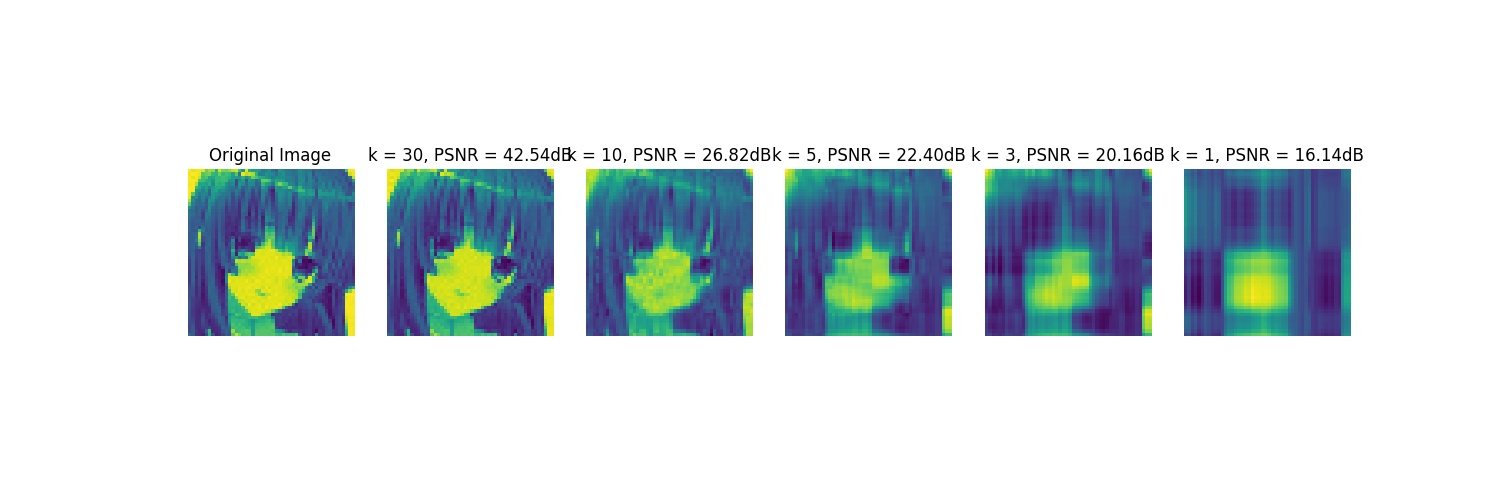 Original Image
k = 30, PSNR = 42.54dB
k = 10, PSNR = 26.82dB
k = 5, PSNR = 22.40dB
k = 3, PSNR = 20.16dB
k = 1, PSNR = 16.14dB